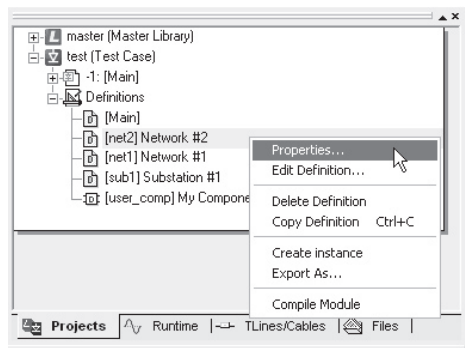 master (Master Library)
test (Test Case)
-1: [Main]
Definitions
[Main]
[net2] Network #2
[net1] Network #1
[sub1] Substation #1
[user_comp] My Compone
Properties...
Edit Definition...
Delete Definition
Copy Definition Ctrl+C
Create instance
Export As...
Compile Module
Projects Runtime TLines/Cables Files